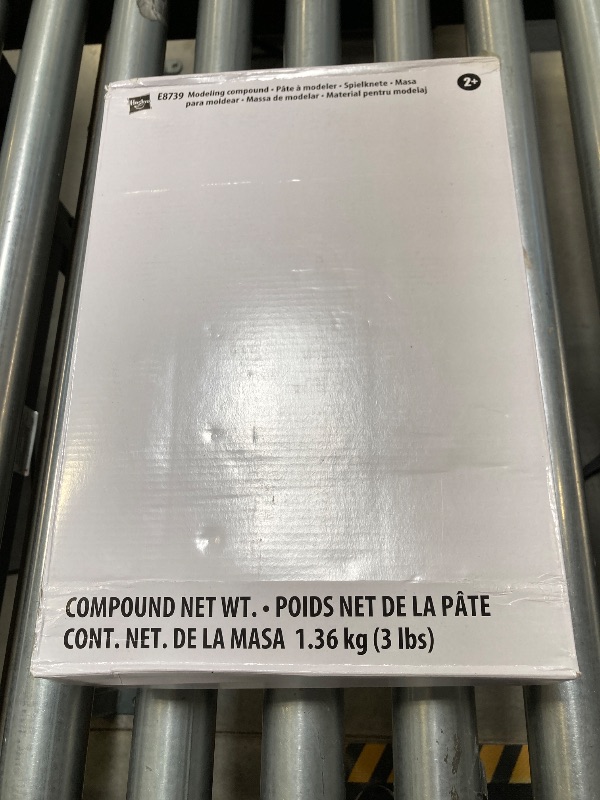 Hasbro
E8739 Modeling compound • Pâte à modeler • Spielknete • Masa
para moldear • Massa de modelar • Material pentru modelaj
2+
COMPOUND NET WT. • POIDS NET DE LA PÂTE
CONT. NET. DE LA MASA 1.36 kg (3 lbs)